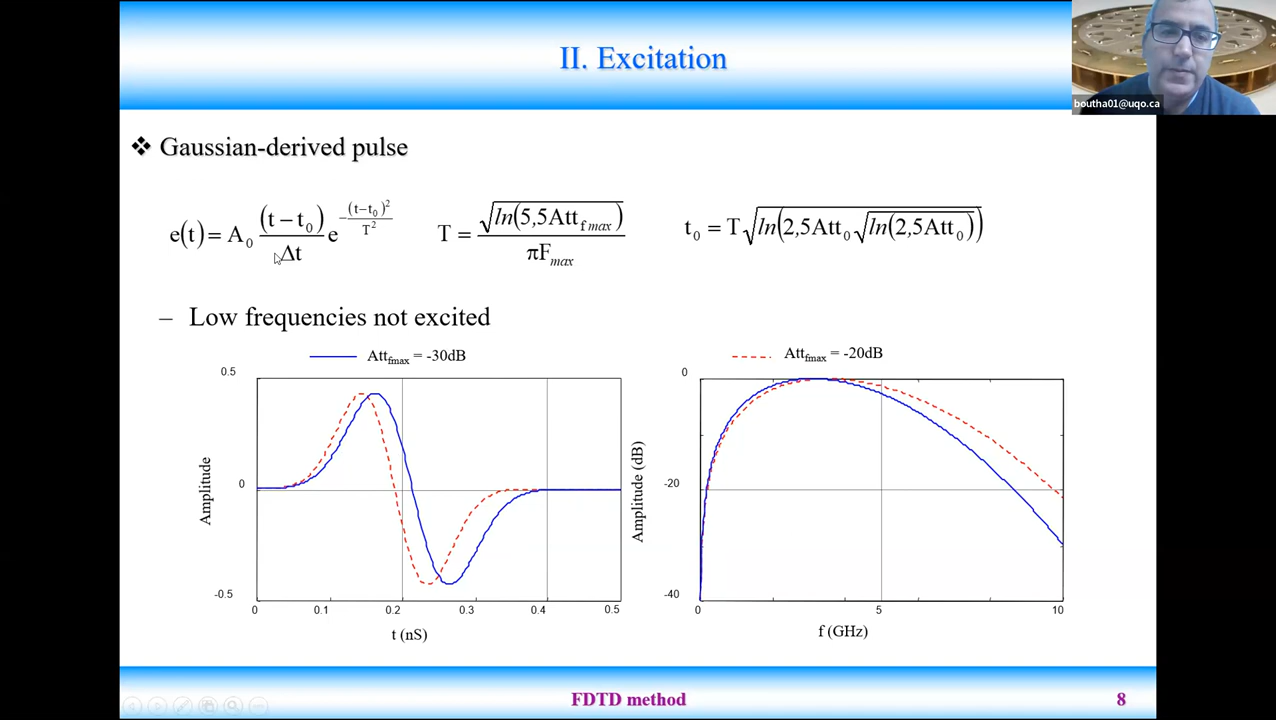 II. Excitation
boutha01@uqo.ca
❖ Gaussian-derived pulse
e(t) = A₀ (t − t₀)/Δt e^(−(t−t₀)²/T²)
T = √(ln(5,5Att_fmax))/(πF_max)
t₀ = T√(ln(2,5Att₀√(ln(2,5Att₀))))
– Low frequencies not excited
Att_fmax = -30dB
Att_fmax = -20dB
0.5
0
-0.5
Amplitude
0 0.1 0.2 0.3 0.4 0.5
t (nS)
0
-20
-40
Amplitude (dB)
0 5 10
f (GHz)
FDTD method
8